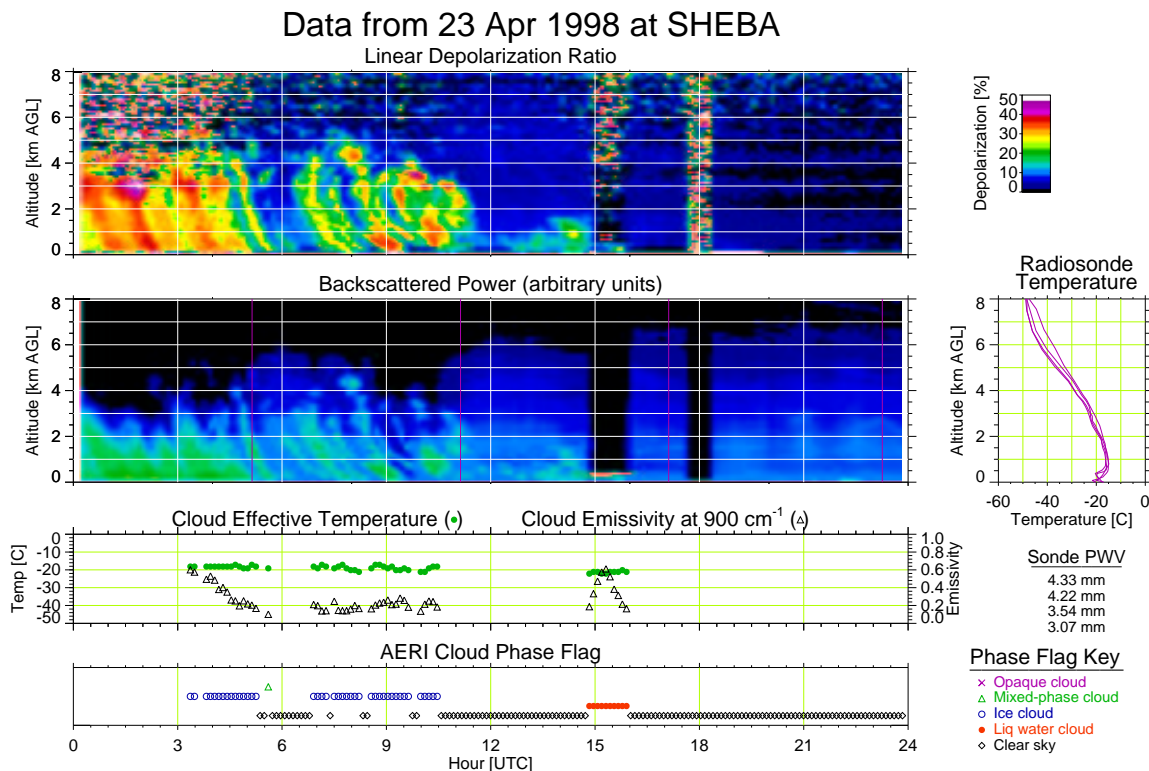 Data from 23 Apr 1998 at SHEBA
Linear Depolarization Ratio
Altitude [km AGL]
8
6
4
2
0
Depolarization [%]
50
40
30
20
10
0
Backscattered Power (arbitrary units)
Altitude [km AGL]
8
6
4
2
0
Radiosonde
Temperature
Altitude [km AGL]
8
6
4
2
0
-60 -40 -20 0
Temperature [C]
Cloud Effective Temperature (●) Cloud Emissivity at 900 cm⁻¹ (△)
Temp [C]
0
-10
-20
-30
-40
-50
1.0
0.8
0.6
0.4
0.2
0.0
Emissivity
Sonde PWV
4.33 mm
4.22 mm
3.54 mm
3.07 mm
AERI Cloud Phase Flag
0 3 6 9 12 15 18 21 24
Hour [UTC]
Phase Flag Key
× Opaque cloud
△ Mixed-phase cloud
○ Ice cloud
● Liq water cloud
◇ Clear sky